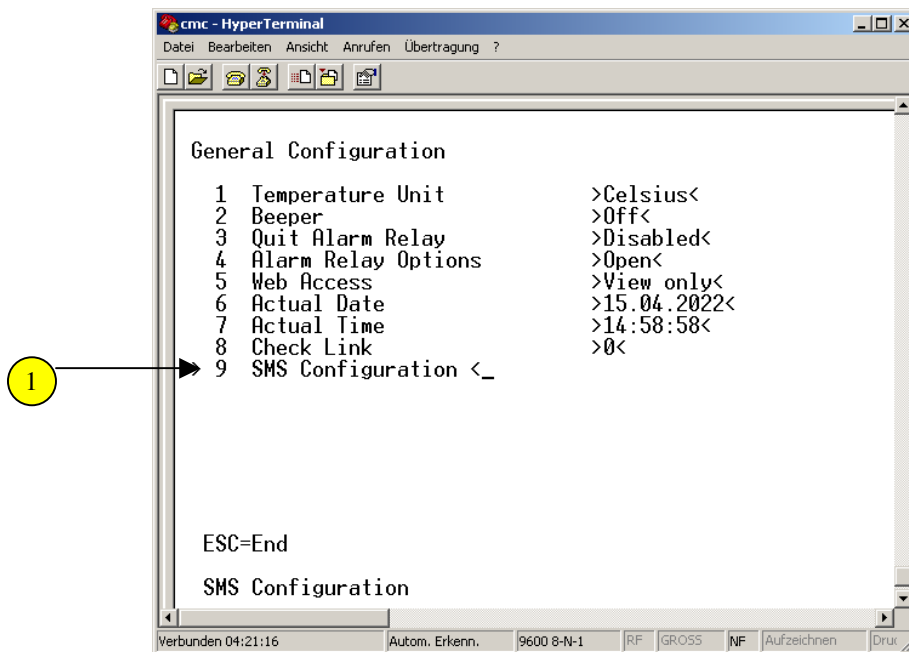 cmc - HyperTerminal
Datei Bearbeiten Ansicht Anrufen Übertragung ?
General Configuration
1 Temperature Unit >Celsius<
2 Beeper >Off<
3 Quit Alarm Relay >Disabled<
4 Alarm Relay Options >Open<
5 Web Access >View only<
6 Actual Date >15.04.2022<
7 Actual Time >14:58:58<
8 Check Link >0<
1 > 9 SMS Configuration <_
ESC=End
SMS Configuration
Verbunden 04:21:16 Autom. Erkenn. 9600 8-N-1 RF GROSS NF Aufzeichnen Druc